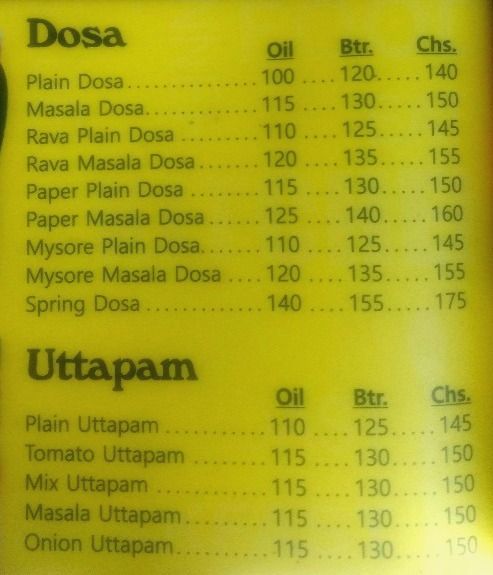 Dosa
Oil Btr. Chs.
Plain Dosa...............100 ....120......140
Masala Dosa.............115 ....130.....150
Rava Plain Dosa ..........110 ....125.....145
Rava Masala Dosa.......120 ....135.....155
Paper Plain Dosa .........115 ....130.....150
Paper Masala Dosa......125 ....140.....160
Mysore Plain Dosa.......110 ....125.....145
Mysore Masala Dosa ....120 ....135.....155
Spring Dosa .............140 ....155.....175
Uttapam
Oil Btr. Chs.
Plain Uttapam ............110 ....125.....145
Tomato Uttapam .........115 ....130.....150
Mix Uttapam .............115 ....130.....150
Masala Uttapam..........115 ....130.....150
Onion Uttapam...........115 ....130.....150